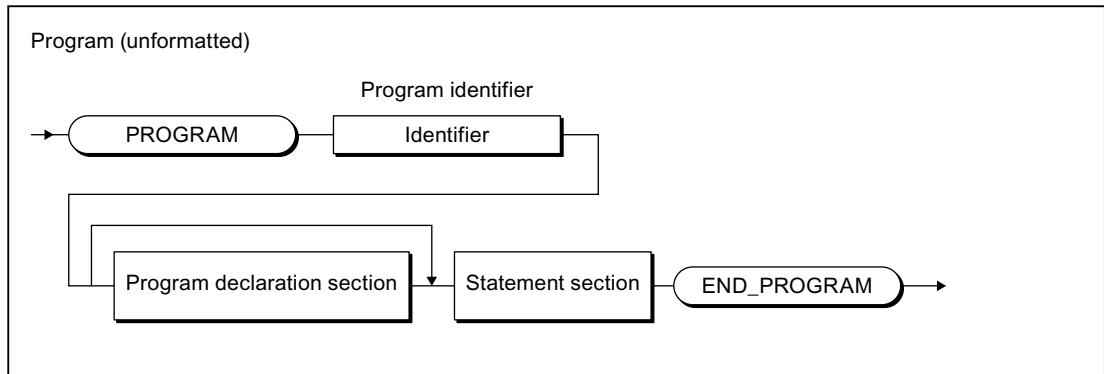 Program (unformatted)
Program identifier
PROGRAM
Identifier
Program declaration section
Statement section
END_PROGRAM